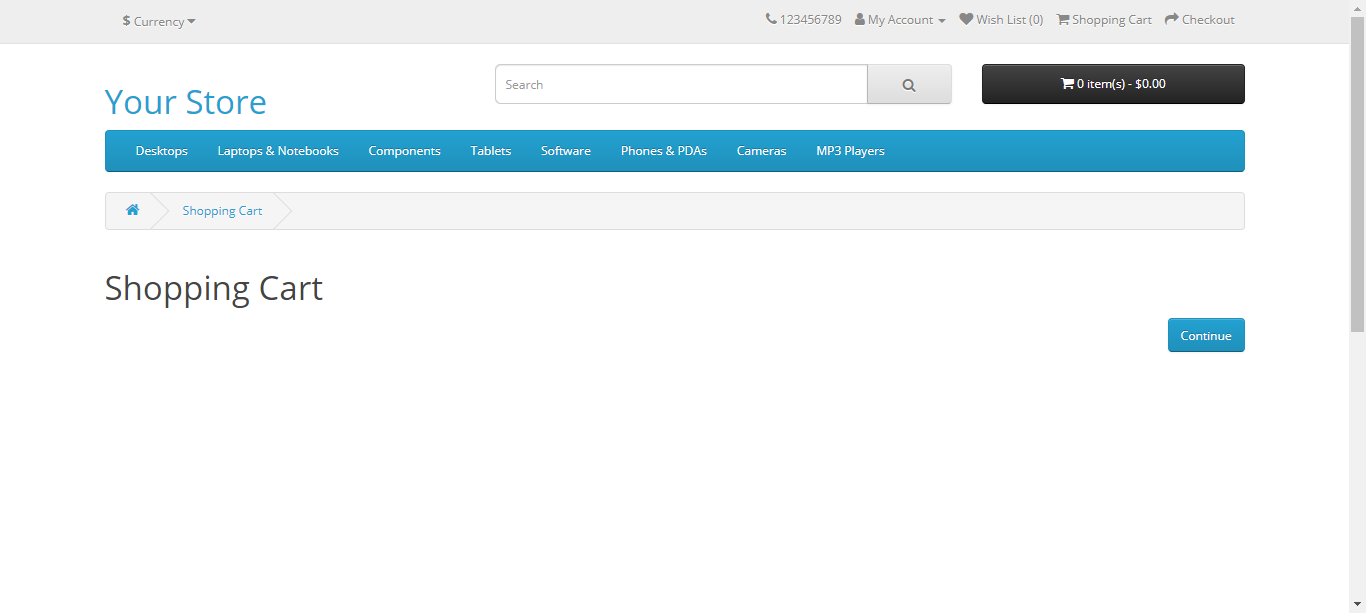 $ Currency
123456789 My Account Wish List (0) Shopping Cart Checkout
Your Store
Search
0 item(s) - $0.00
Desktops Laptops & Notebooks Components Tablets Software Phones & PDAs Cameras MP3 Players
Shopping Cart
Shopping Cart
Continue